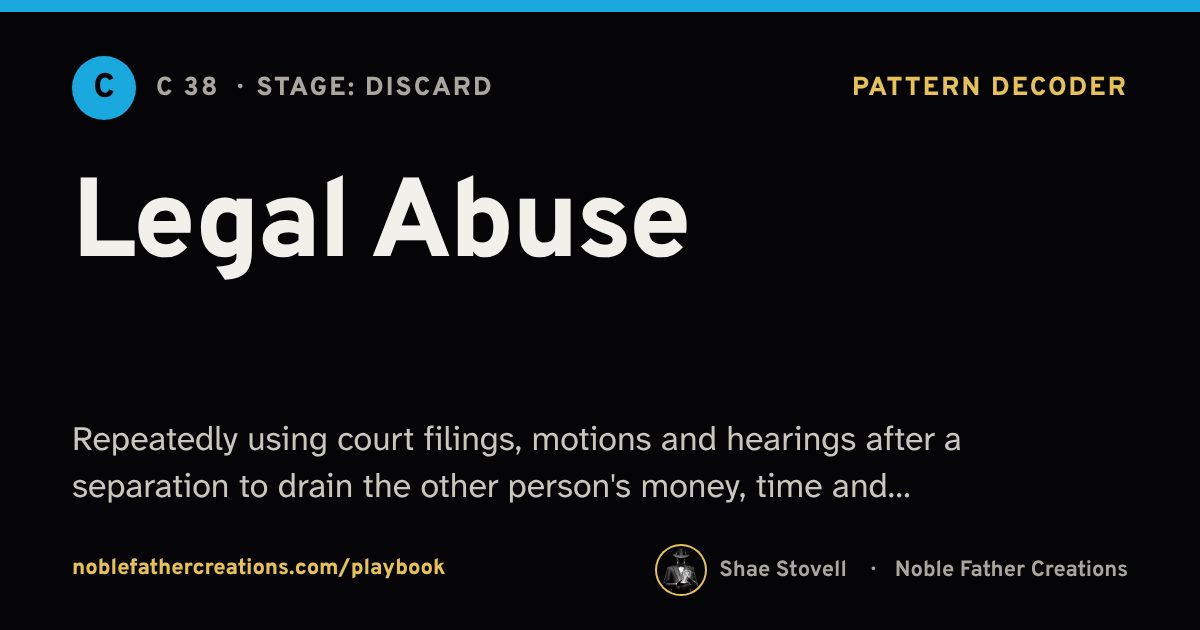 C
C 38 · STAGE: DISCARD
PATTERN DECODER
Legal Abuse
Repeatedly using court filings, motions and hearings after a
separation to drain the other person's money, time and...
noblefathercreations.com/playbook
Shae Stovell · Noble Father Creations